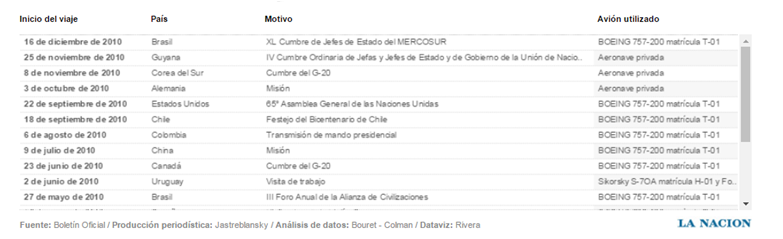 Inicio del viaje País Motivo Avión utilizado
16 de diciembre de 2010 Brasil XL Cumbre de Jefes de Estado del MERCOSUR BOEING 757-200 matrícula T-01
25 de noviembre de 2010 Guyana IV Cumbre Ordinaria de Jefas y Jefes de Estado y de Gobierno de la Unión de Nacio.. Aeronave privada
8 de noviembre de 2010 Corea del Sur Cumbre del G-20 Aeronave privada
3 de octubre de 2010 Alemania Misión Aeronave privada
22 de septiembre de 2010 Estados Unidos 65ª Asamblea General de las Naciones Unidas BOEING 757-200 matrícula T-01
18 de septiembre de 2010 Chile Festejo del Bicentenario de Chile BOEING 757-200 matrícula T-01
6 de agosto de 2010 Colombia Transmisión de mando presidencial BOEING 757-200 matrícula T-01
9 de julio de 2010 China Misión BOEING 757-200 matrícula T-01
23 de junio de 2010 Canadá Cumbre del G-20 BOEING 757-200 matrícula T-01
2 de junio de 2010 Uruguay Visita de trabajo Sikorsky S-7OA matrícula H-01 y Fo..
27 de mayo de 2010 Brasil III Foro Anual de la Alianza de Civilizaciones BOEING 757-200 matrícula T-01
Fuente: Boletín Oficial / Producción periodística: Jastreblansky / Análisis de datos: Bouret - Colman / Dataviz: Rivera LA NACION